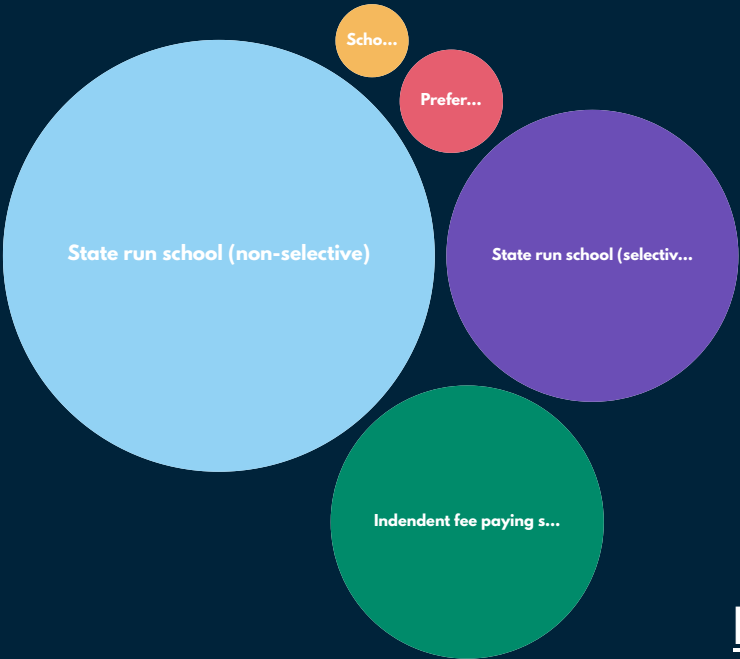 Scho...
Prefer...
State run school (non-selective)
State run school (selectiv...
Indendent fee paying s...